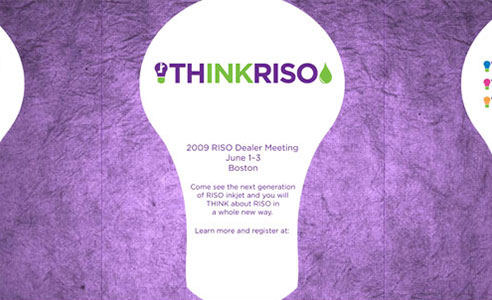 THINKRISO
2009 RISO Dealer Meeting
June 1-3
Boston
Come see the next generation
of RISO inkjet and you will
THINK about RISO in
a whole new way.
Learn more and register at: